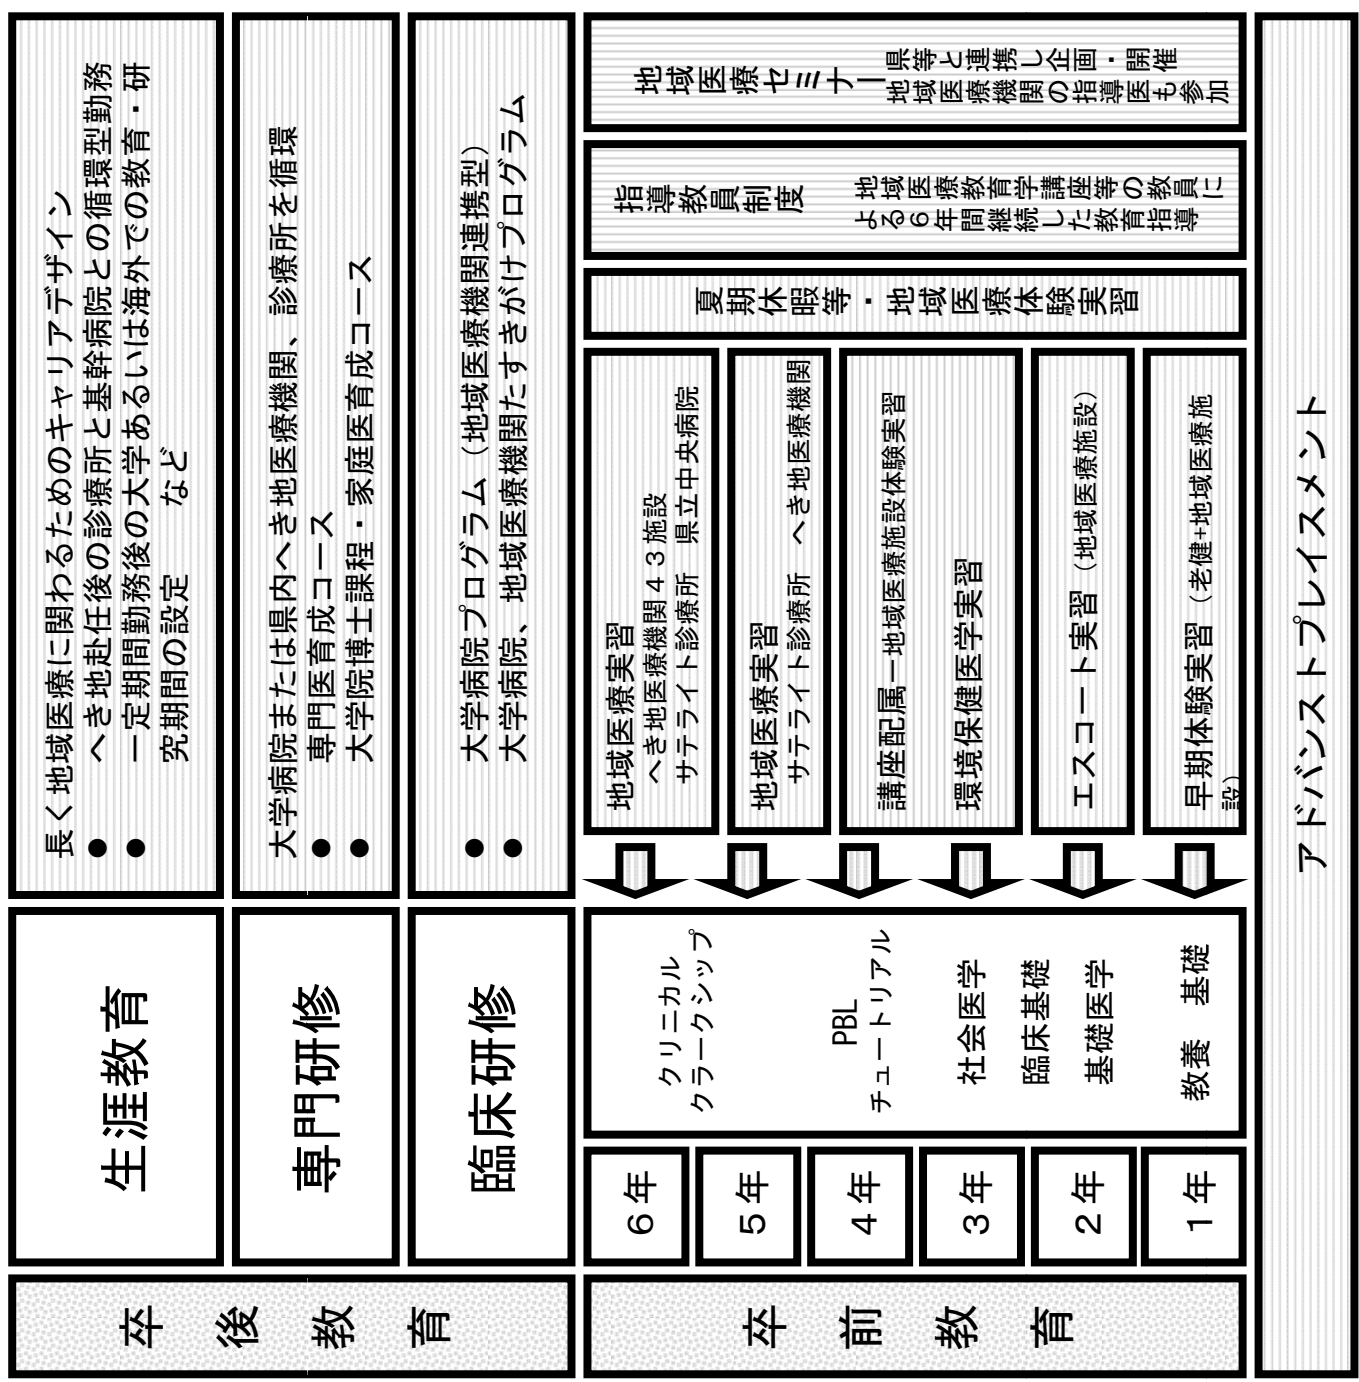 卒後教育
生涯教育
長く地域医療に関わるためのキャリアデザイン
● へき地赴任後の診療所と基幹病院との循環型勤務
● 一定期間勤務後の大学あるいは海外での教育・研
究期間の設定　など
専門研修
大学病院または県内へき地医療機関、診療所を循環
● 専門医育成コース
● 大学院博士課程・家庭医育成コース
臨床研修
● 大学病院プログラム（地域医療機関連携型）
● 大学病院、地域医療機関たすきがけプログラム
卒前教育
6年
5年
4年
3年
2年
1年
クリニカル
クラークシップ
PBL
チュートリアル
社会医学
臨床基礎
基礎医学
教養　基礎
地域医療実習
へき地医療機関43施設
サテライト診療所　県立中央病院
地域医療実習
サテライト診療所　へき地医療機関
講座配属ー地域医療施設体験実習
環境保健医学実習
エスコート実習（地域医療施設）
早期体験実習（老健+地域医療施
設）
夏期休暇等・地域医療体験実習
指導教員制度
地域医療教育学講座等の教員に
よる6年間継続した教育指導
地域医療セミナー
県等と連携し企画・開催
地域医療機関の指導医も参加
アドバンストプレイスメント